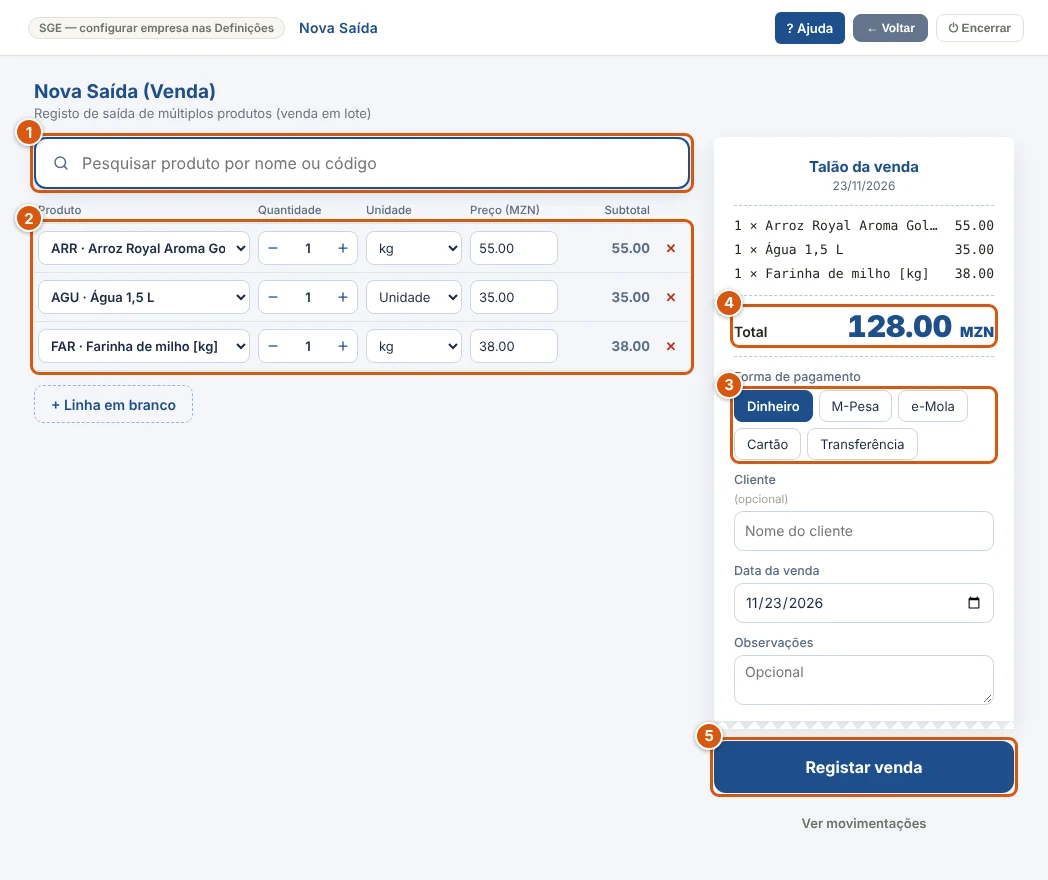 SGE — configurar empresa nas Definições
Nova Saída
? Ajuda
← Voltar
Encerrar
Nova Saída (Venda)
Registo de saída de múltiplos produtos (venda em lote)
1
Pesquisar produto por nome ou código
2
Produto Quantidade Unidade Preço (MZN) Subtotal
ARR · Arroz Royal Aroma Go − 1 + kg 55.00 55.00 ×
AGU · Água 1,5 L − 1 + Unidade 35.00 35.00 ×
FAR · Farinha de milho [kg] − 1 + kg 38.00 38.00 ×
+ Linha em branco
Talão da venda
23/11/2026
1 × Arroz Royal Aroma Gol… 55.00
1 × Água 1,5 L 35.00
1 × Farinha de milho [kg] 38.00
4
Total 128.00 MZN
3
Forma de pagamento
Dinheiro M-Pesa e-Mola
Cartão Transferência
Cliente
(opcional)
Nome do cliente
Data da venda
11/23/2026
Observações
Opcional
5
Registar venda
Ver movimentações